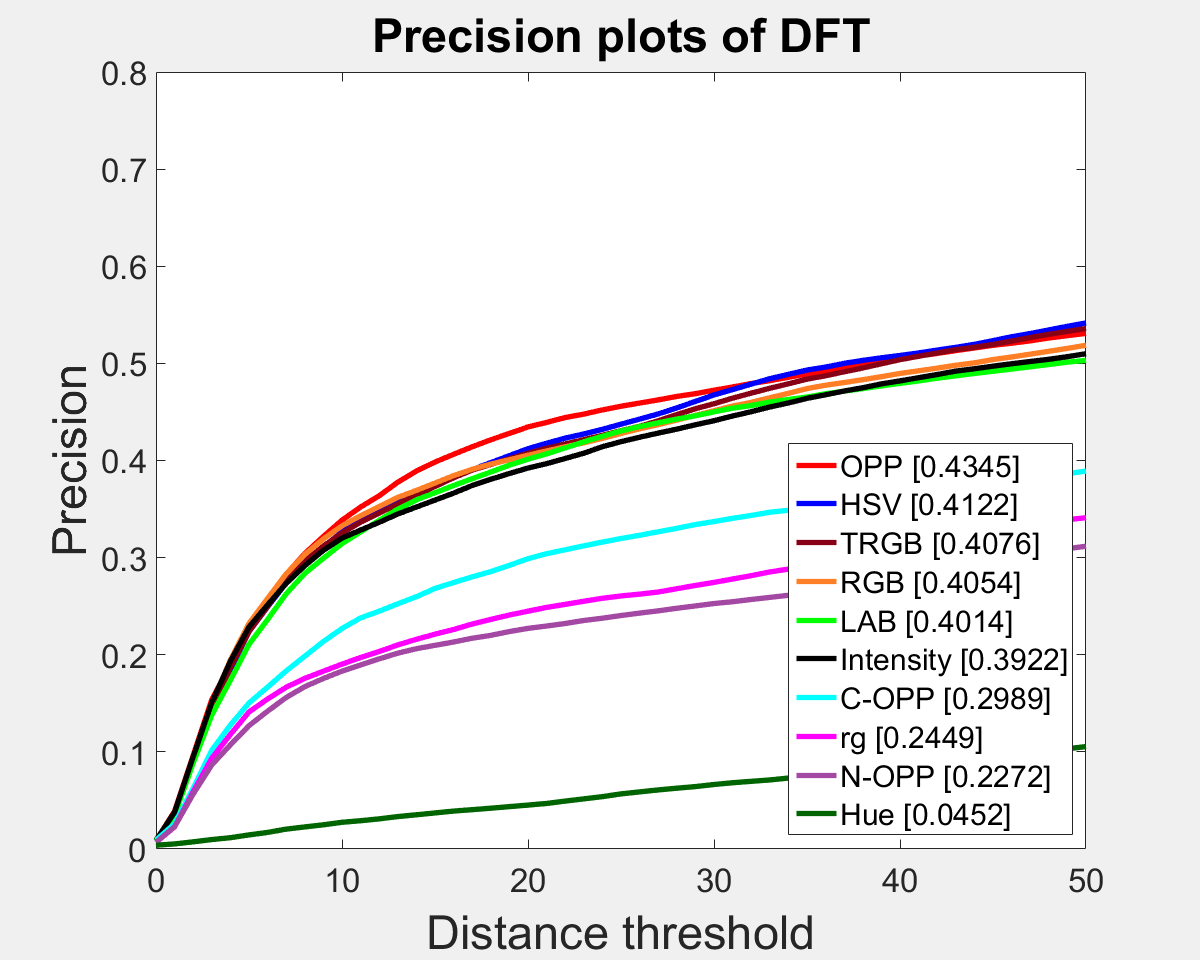 Precision plots of DFT
0.8
0.7
0.6
0.5
0.4
0.3
0.2
0.1
0
Precision
OPP [0.4345]
HSV [0.4122]
TRGB [0.4076]
RGB [0.4054]
LAB [0.4014]
Intensity [0.3922]
C-OPP [0.2989]
rg [0.2449]
N-OPP [0.2272]
Hue [0.0452]
0 10 20 30 40 50
Distance threshold